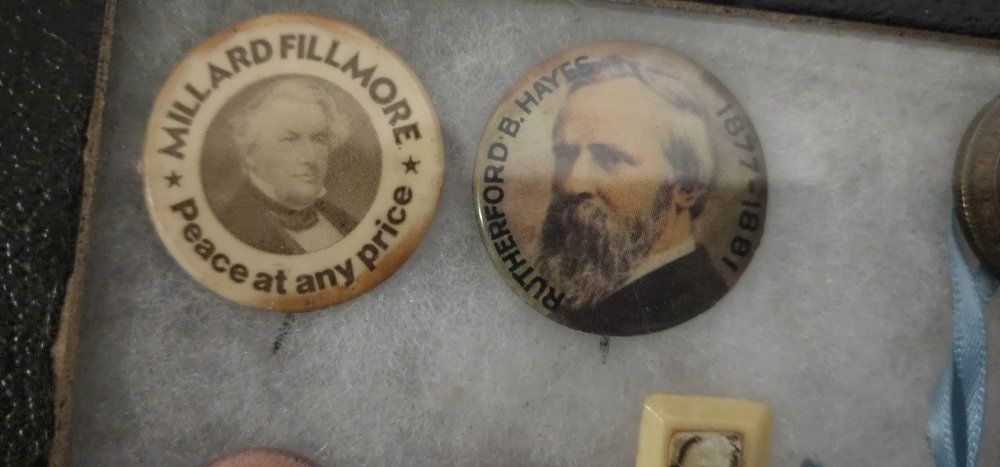 MILLARD FILLMORE
★ Peace at any price ★
RUTHERFORD B. HAYES
1877-1881